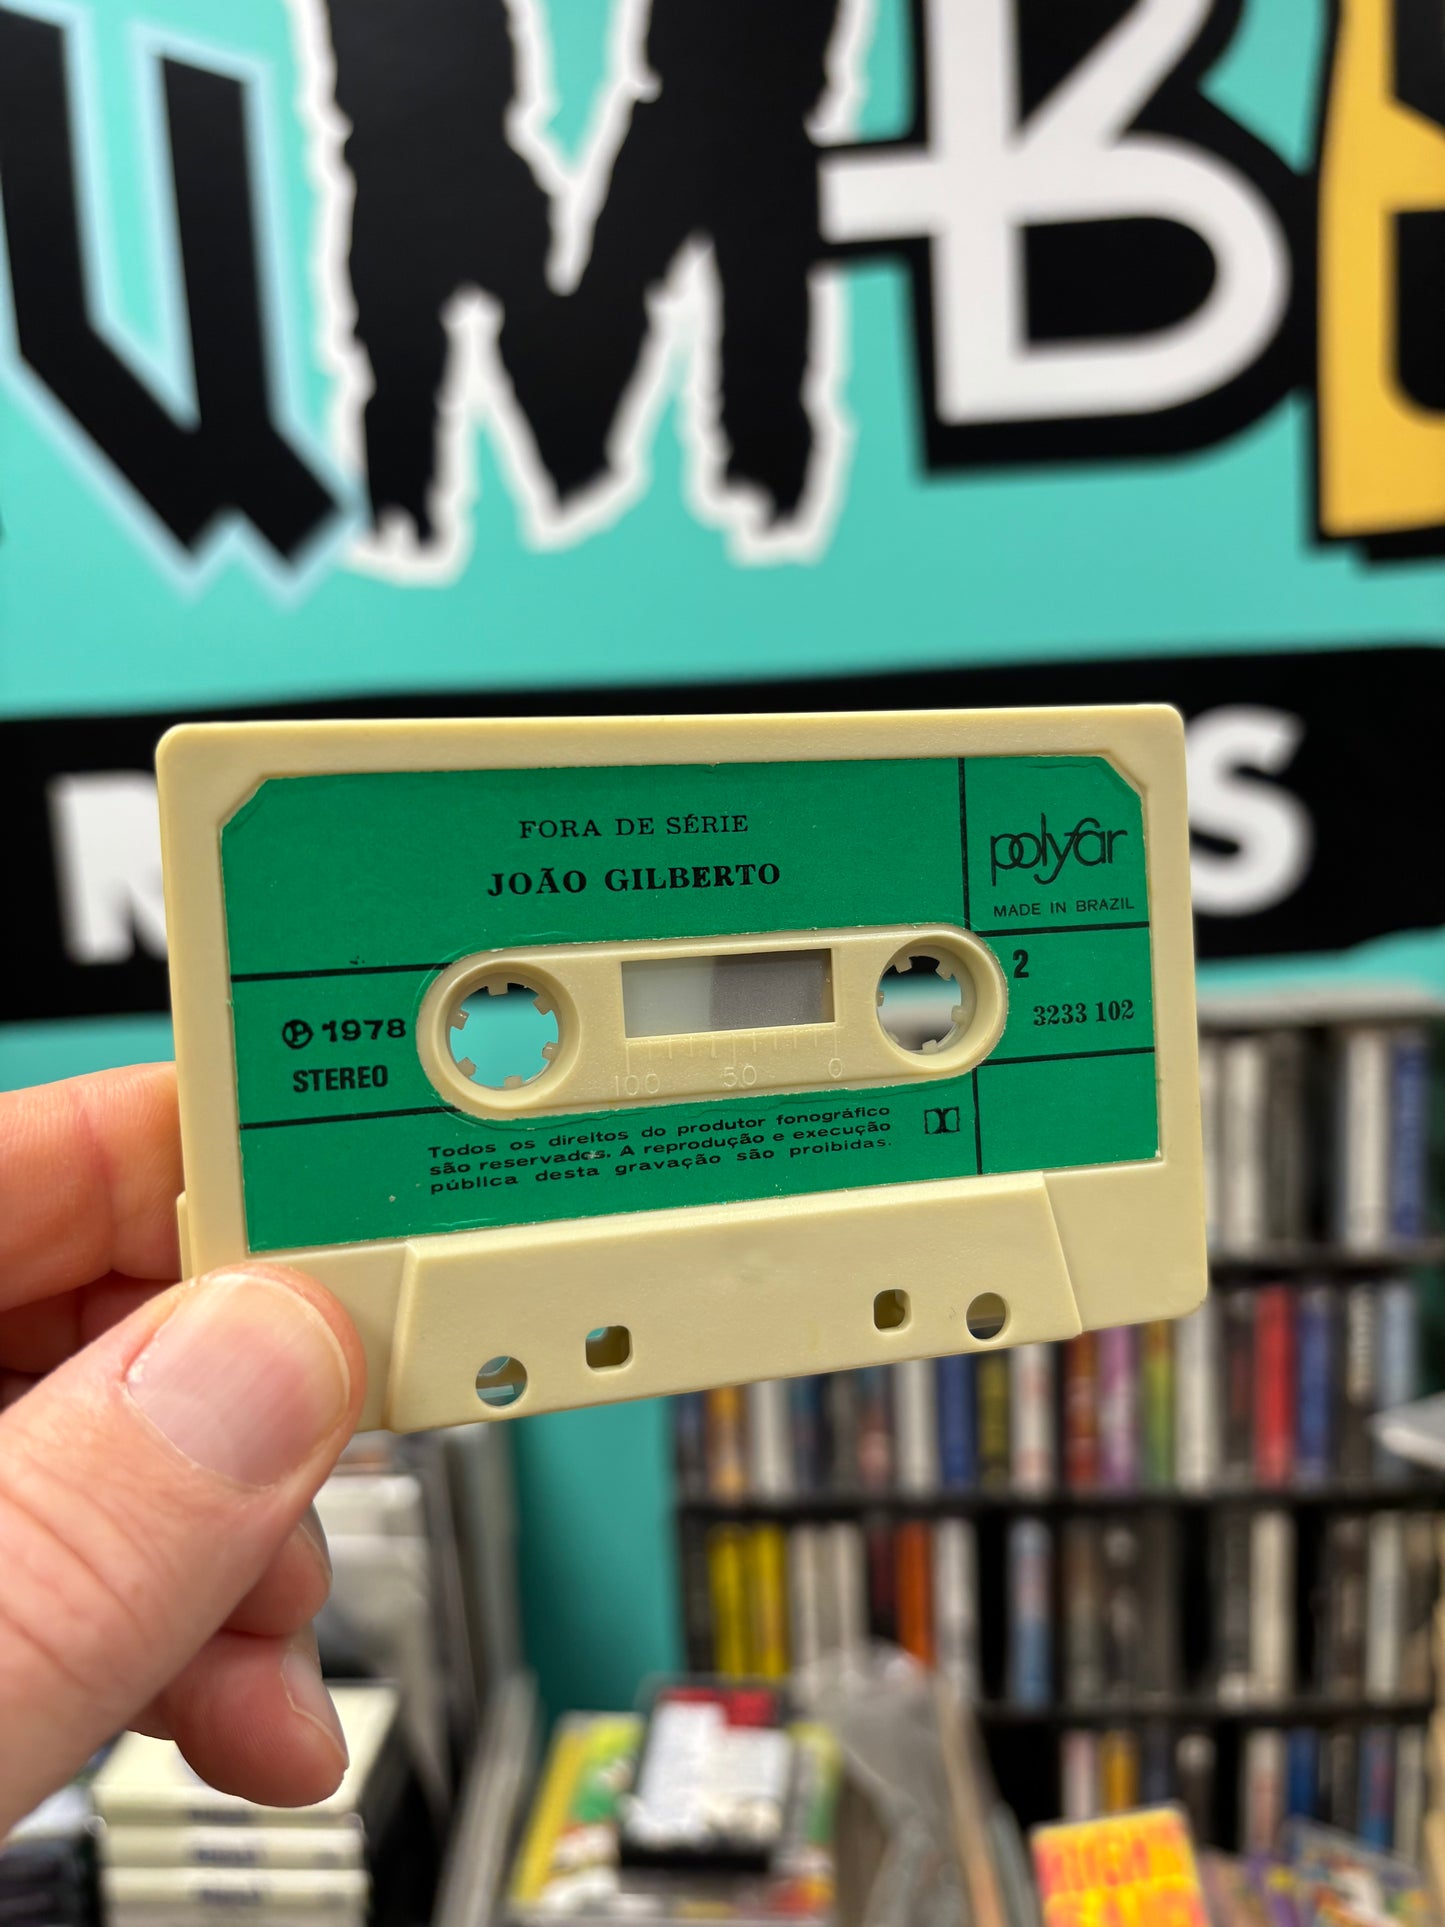 UMB
FORA DE SÉRIE
JOÃO GILBERTO
polyfar
MADE IN BRAZIL
2
3233 102
Ⓟ 1978
STEREO
100 50 0
Todos os direitos do produtor fonográfico
são reservados. A reprodução e execução
pública desta gravação são proibidas.